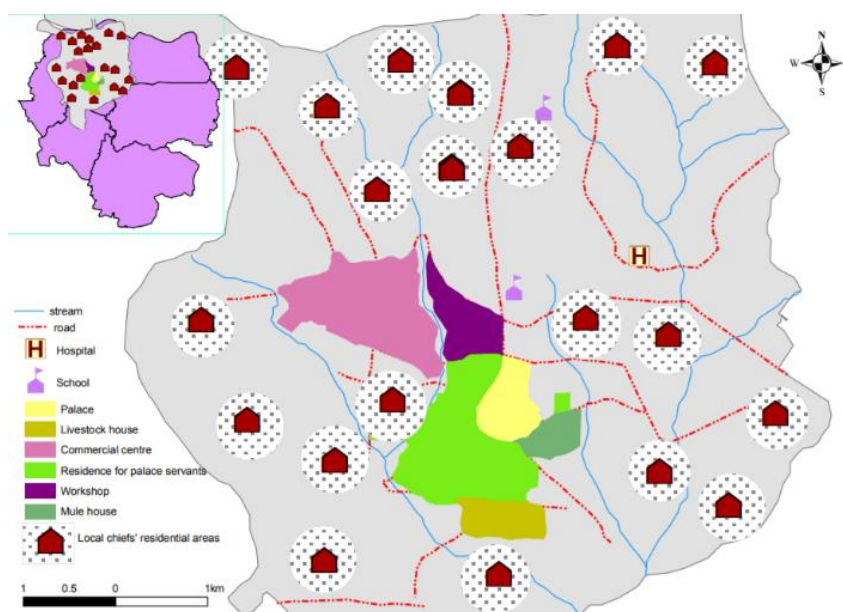 N
W
S
stream
road
H
Hospital
School
Palace
Livestock house
Commercial centre
Residence for palace servants
Workshop
Mule house
Local chiefs' residential areas
1 0.5 0 1km
H